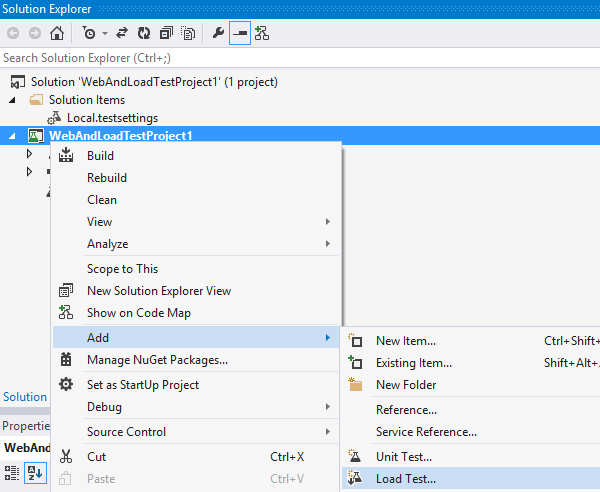 Solution Explorer
Search Solution Explorer (Ctrl+;)
Solution 'WebAndLoadTestProject1' (1 project)
Solution Items
Local.testsettings
WebAndLoadTestProject1
Build
Rebuild
Clean
View
Analyze
Scope to This
New Solution Explorer View
Show on Code Map
Add
Manage NuGet Packages...
Set as StartUp Project
Debug
Source Control
Cut Ctrl+X
Paste Ctrl+V
New Item... Ctrl+Shift+
Existing Item... Shift+Alt+
New Folder
Reference...
Service Reference...
Unit Test...
Load Test...
Solution
Propertie
WebAnd